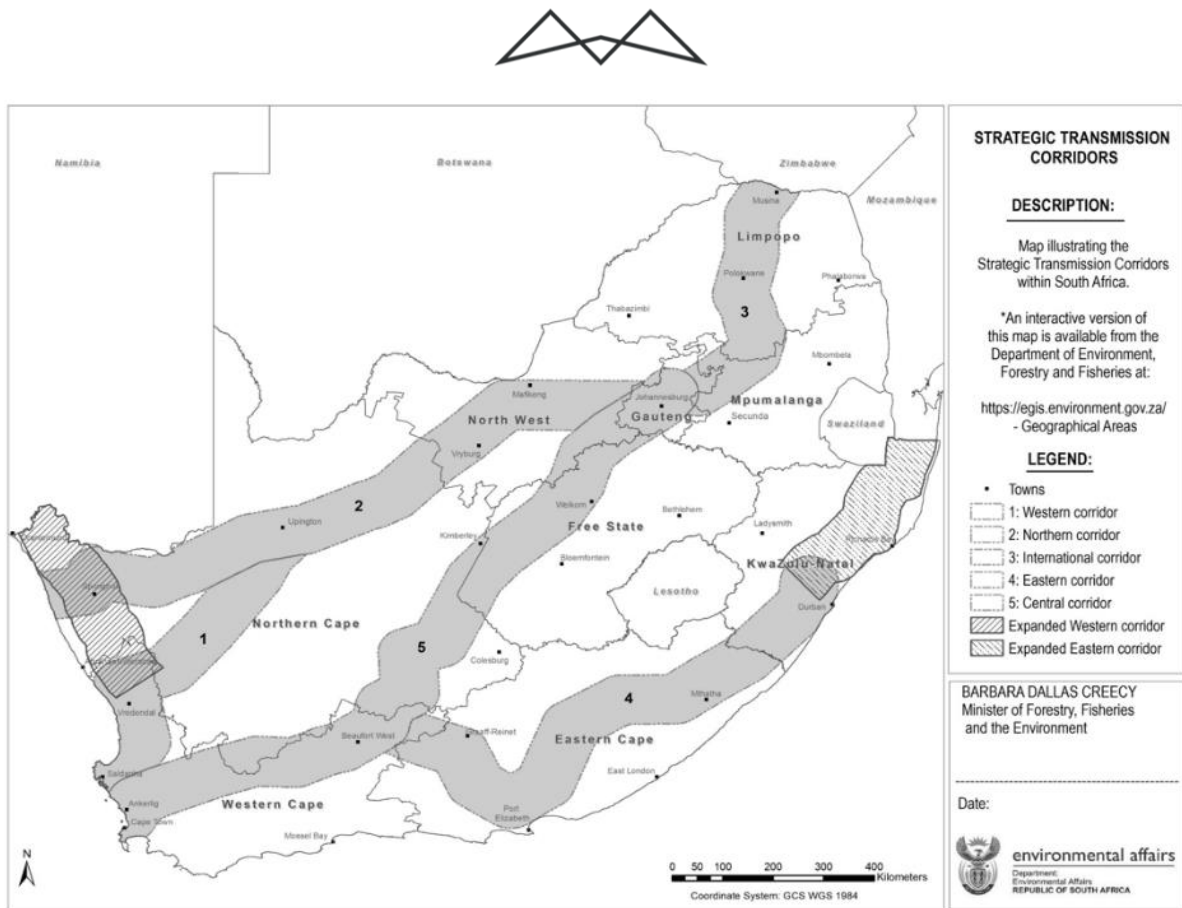 Namibia
Botswana
Zimbabwe
Mozambique
Musina
Limpopo
Polokwane
Phalaborwa
3
Thabazimbi
Mbombela
Mafikeng
Johannesburg
Mpumalanga
North West
Gauteng
Secunda
Swaziland
Vryburg
2
Welkom
Upington
Free State
Bethlehem
Ladysmith
Kimberley
Bloemfontein
KwaZulu-Natal
Richards Bay
Springbok
Lesotho
Durban
Northern Cape
1
5
Colesburg
4
Mthatha
Vredendal
Beaufort West
Graaff-Reinet
Eastern Cape
Saldanha
East London
Western Cape
Ankerlig
Port
Elizabeth
Cape Town
Mossel Bay
N
0 50 100 200 300 400
Kilometers
Coordinate System: GCS WGS 1984
STRATEGIC TRANSMISSION
CORRIDORS
DESCRIPTION:
Map illustrating the
Strategic Transmission Corridors
within South Africa.
*An interactive version of
this map is available from the
Department of Environment,
Forestry and Fisheries at:
https://egis.environment.gov.za/
- Geographical Areas
LEGEND:
Towns
1: Western corridor
2: Northern corridor
3: International corridor
4: Eastern corridor
5: Central corridor
Expanded Western corridor
Expanded Eastern corridor
BARBARA DALLAS CREECY
Minister of Forestry, Fisheries
and the Environment
Date:
environmental affairs
Department:
Environmental Affairs
REPUBLIC OF SOUTH AFRICA